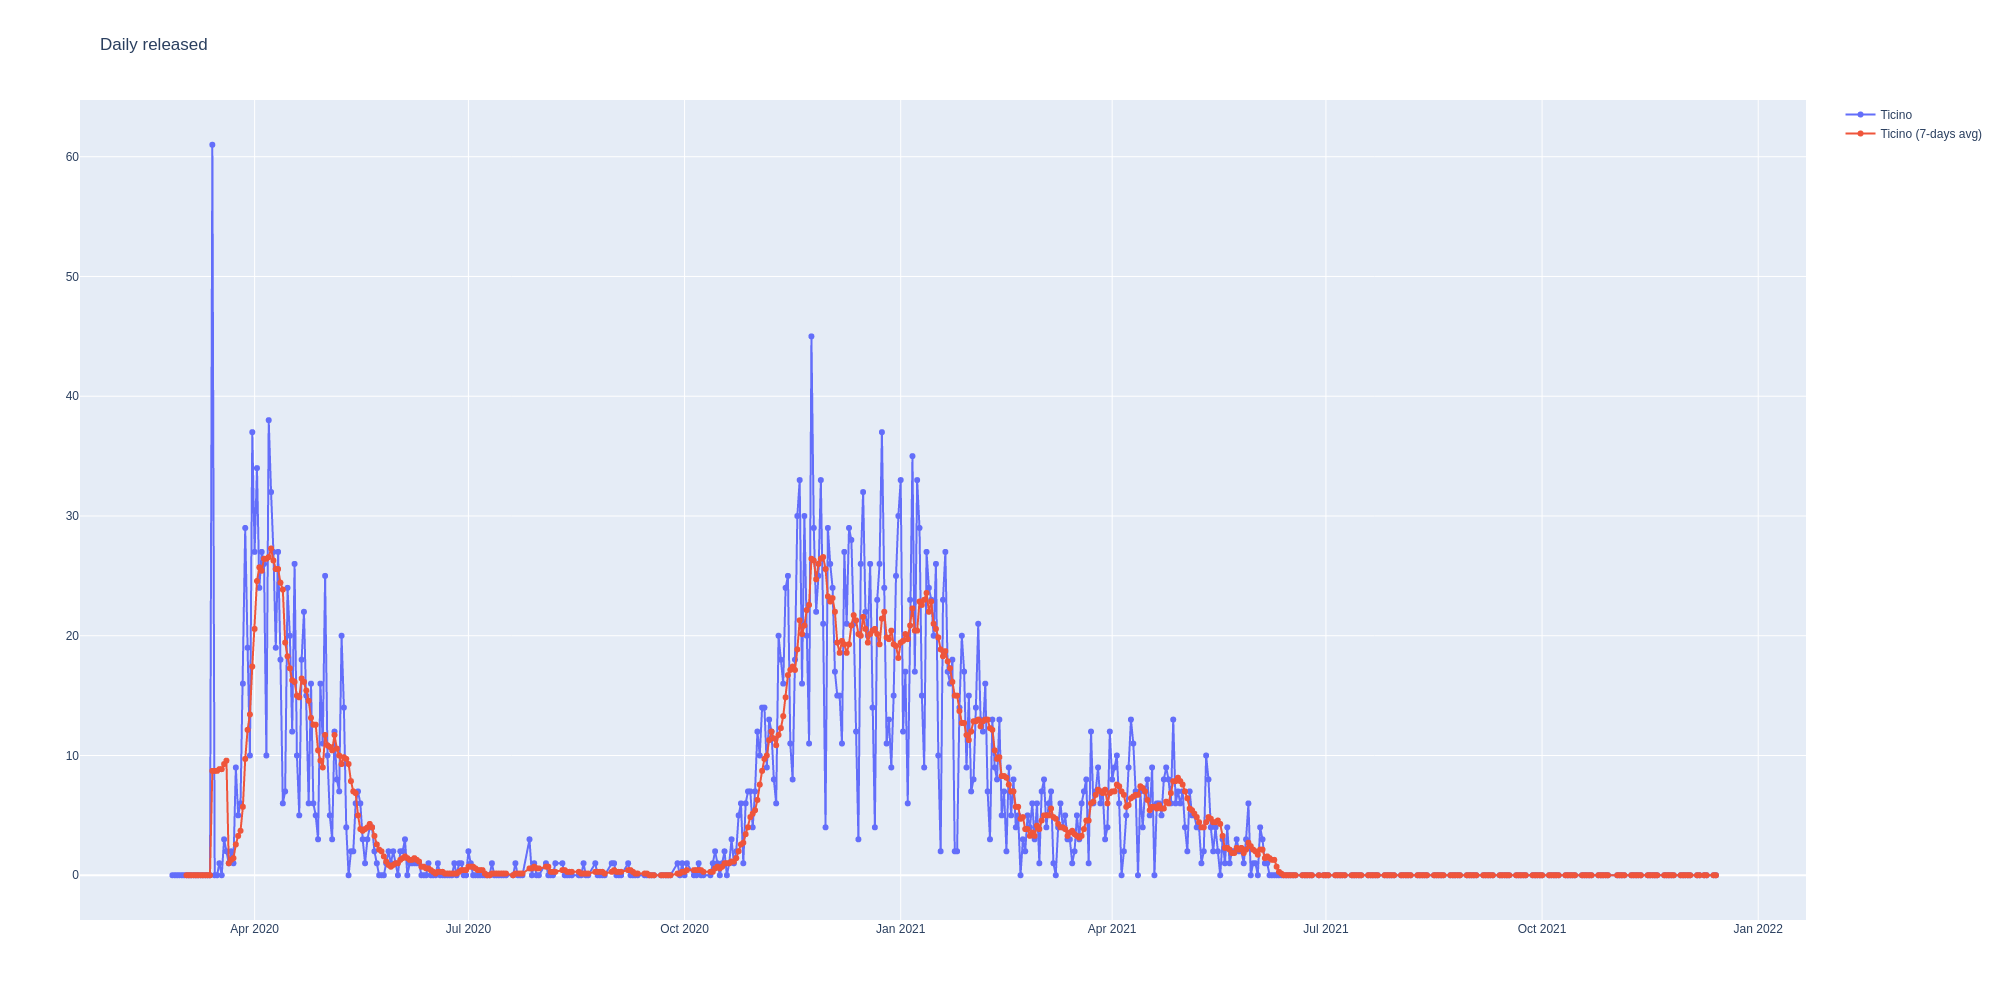 Daily released
Ticino
Ticino (7-days avg)
60
50
40
30
20
10
0
Apr 2020
Jul 2020
Oct 2020
Jan 2021
Apr 2021
Jul 2021
Oct 2021
Jan 2022